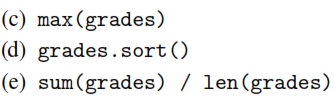 (c) max(grades)
(d) grades.sort()
(e) sum(grades) / len(grades)